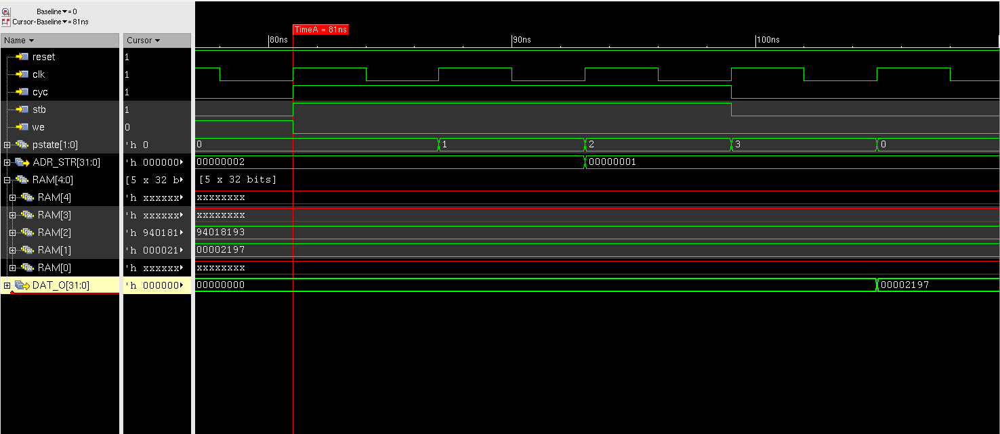 Baseline▾=0
Cursor-Baseline▾=81ns
TimeA = 81ns
80ns 90ns 100ns
Name▾ Cursor▾
reset 1
clk 1
cyc 1
stb 1
we 0
pstate[1:0] 'h 0 0 1 2 3 0
ADR_STR[31:0] 'h 000000 00000002 00000001
RAM[4:0] [5 x 32 b [5 x 32 bits]
RAM[4] 'h xxxxxx xxxxxxxx
RAM[3] 'h xxxxxx xxxxxxxx
RAM[2] 'h 940181 94018193
RAM[1] 'h 000021 00002197
RAM[0] 'h xxxxxx xxxxxxxx
DAT_O[31:0] 'h 000000 00000000 00002197